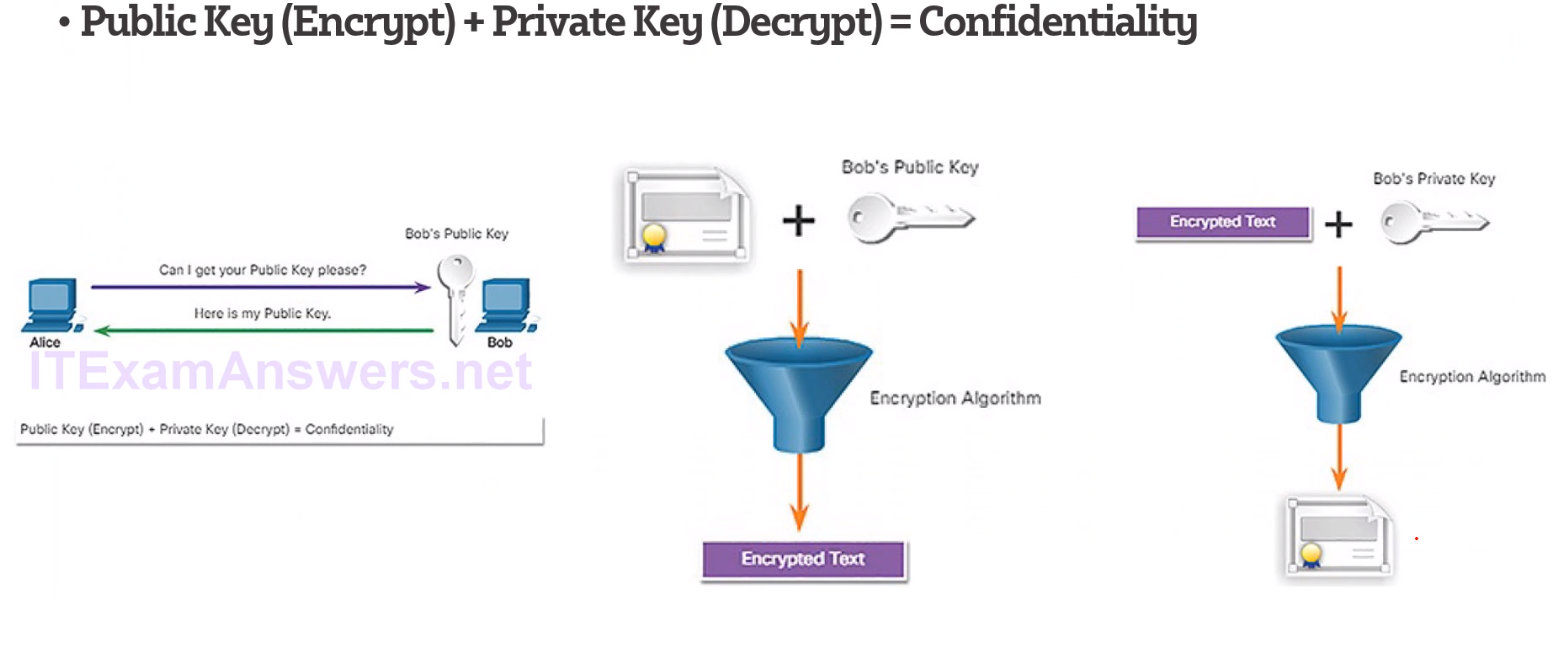 • Public Key (Encrypt) + Private Key (Decrypt) = Confidentiality
Bob's Public Key
Can I get your Public Key please?
Here is my Public Key.
Alice
Bob
ITExamAnswers.net
Public Key (Encrypt) + Private Key (Decrypt) = Confidentiality
Bob's Public Key
+
Encryption Algorithm
Encrypted Text
Bob's Private Key
Encrypted Text
+
Encryption Algorithm